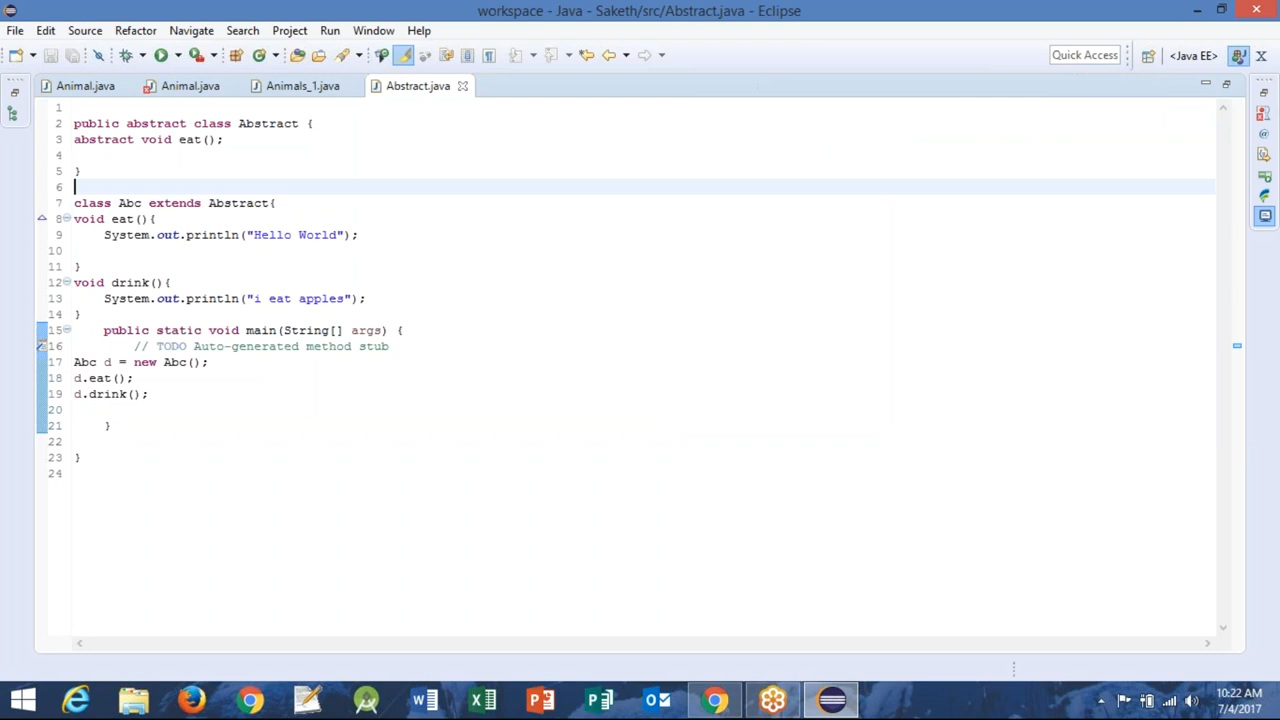 workspace - Java - Saketh/src/Abstract.java - Eclipse
File Edit Source Refactor Navigate Search Project Run Window Help
Quick Access <Java EE>
Animal.java Animal.java Animals_1.java Abstract.java
1
2 public abstract class Abstract {
3 abstract void eat();
4
5 }
6
7 class Abc extends Abstract{
8 void eat(){
9 System.out.println("Hello World");
10
11 }
12 void drink(){
13 System.out.println("i eat apples");
14 }
15 public static void main(String[] args) {
16 // TODO Auto-generated method stub
17 Abc d = new Abc();
18 d.eat();
19 d.drink();
20
21 }
22
23 }
24
10:22 AM
7/4/2017